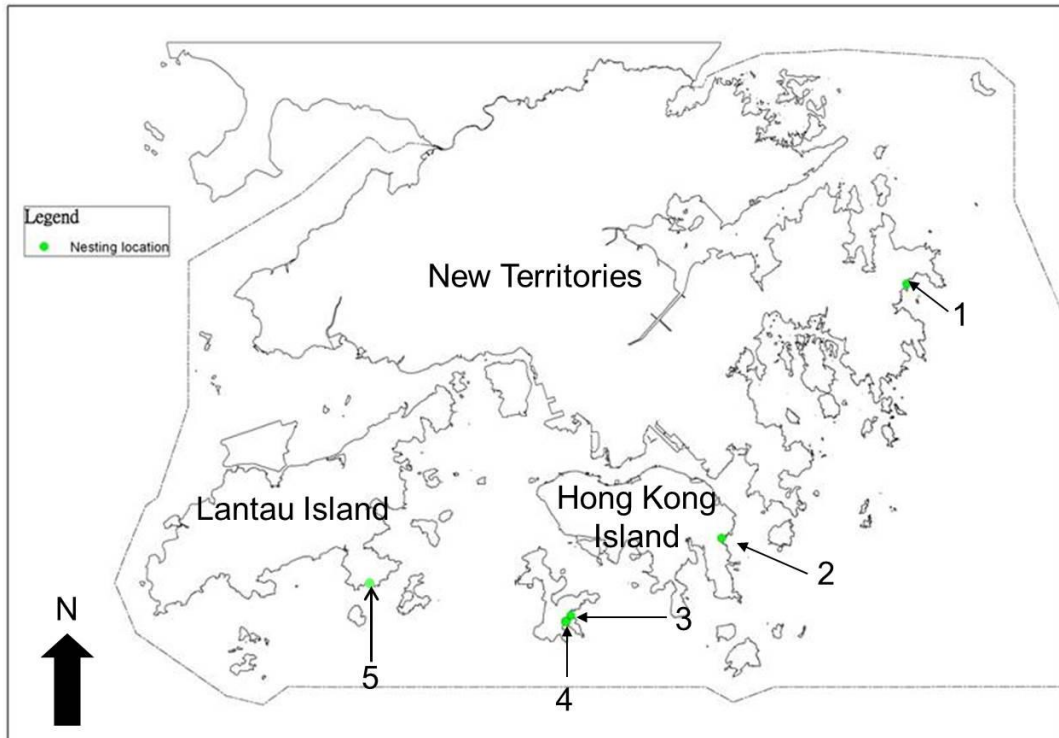 Legend
Nesting location
New Territories
1
Lantau Island
Hong Kong
Island
2
N
3
5
4